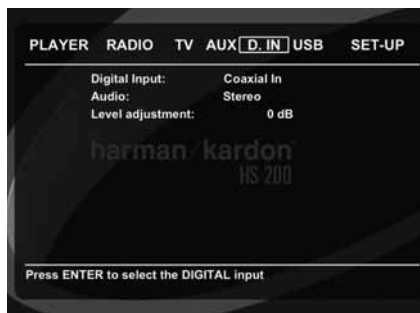 PLAYER RADIO TV AUX D. IN USB SET-UP
Digital Input: Coaxial In
Audio: Stereo
Level adjustment: 0 dB
harman/kardon
HS 200
Press ENTER to select the DIGITAL input